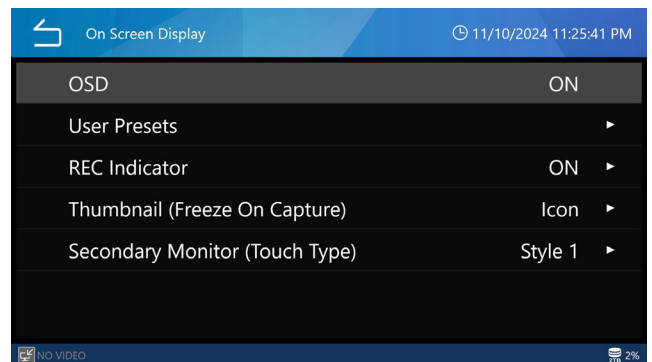 On Screen Display 11/10/2024 11:25:41 PM
OSD ON
User Presets
REC Indicator ON
Thumbnail (Freeze On Capture) Icon
Secondary Monitor (Touch Type) Style 1
NO VIDEO 2TB 2%